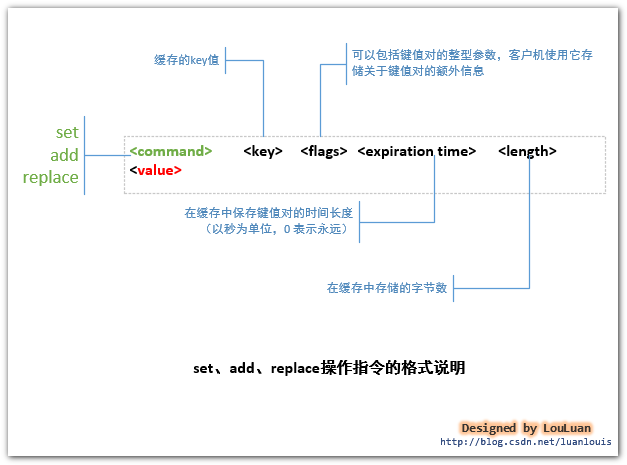 缓存的key值
可以包括键值对的整型参数，客户机使用它存
储关于键值对的额外信息
set
add
replace
<command> <key> <flags> <expiration time> <length>
<value>
在缓存中保存键值对的时间长度
（以秒为单位，0 表示永远）
在缓存中存储的字节数
set、add、replace操作指令的格式说明
Designed by LouLuan
http://blog.csdn.net/luanlouis